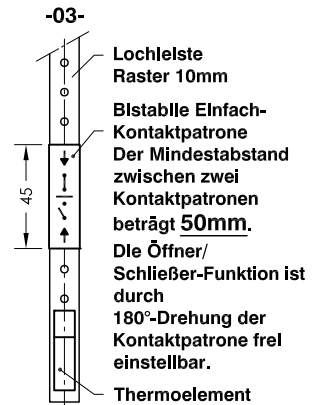 -03-
Lochleiste
Raster 10mm
Bistabile Einfach-
Kontaktpatrone
Der Mindestabstand
zwischen zwei
Kontaktpatronen
beträgt 50mm.
Die Öffner/
Schließer-Funktion ist
durch
180°-Drehung der
Kontaktpatrone frei
einstellbar.
Thermoelement
45